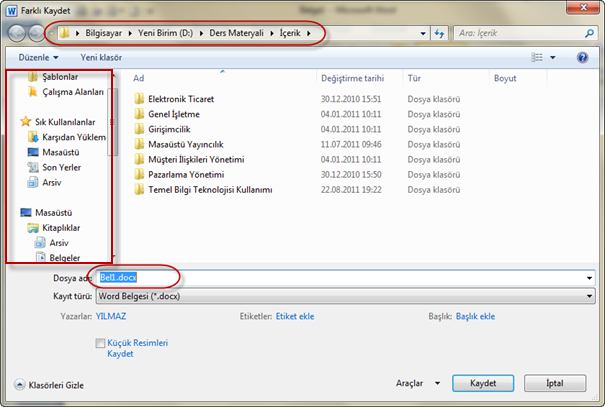 Farklı Kaydet
Bilgisayar Yeni Birim (D:) Ders Materyali İçerik
Ara: İçerik
Düzenle Yeni klasör
Şablonlar
Çalışma Alanları
Sık Kullanılanlar
Karşıdan Yüklem
Masaüstü
Son Yerler
Arsiv
Masaüstü
Kitaplıklar
Arsiv
Belgeler
Ad Değiştirme tarihi Tür Boyut
Elektronik Ticaret 30.12.2010 15:51 Dosya klasörü
Genel İşletme 04.01.2011 10:11 Dosya klasörü
Girişimcilik 04.01.2011 10:11 Dosya klasörü
Masaüstü Yayıncılık 11.07.2011 09:46 Dosya klasörü
Müşteri İlişkileri Yönetimi 04.01.2011 10:11 Dosya klasörü
Pazarlama Yönetimi 30.12.2010 15:50 Dosya klasörü
Temel Bilgi Teknolojisi Kullanımı 22.08.2011 19:22 Dosya klasörü
Dosya adı: Bel1.docx
Kayıt türü: Word Belgesi (*.docx)
Yazarlar: YILMAZ Etiketler: Etiket ekle Başlık: Başlık ekle
Küçük Resimleri
Kaydet
Klasörleri Gizle Araçlar Kaydet İptal